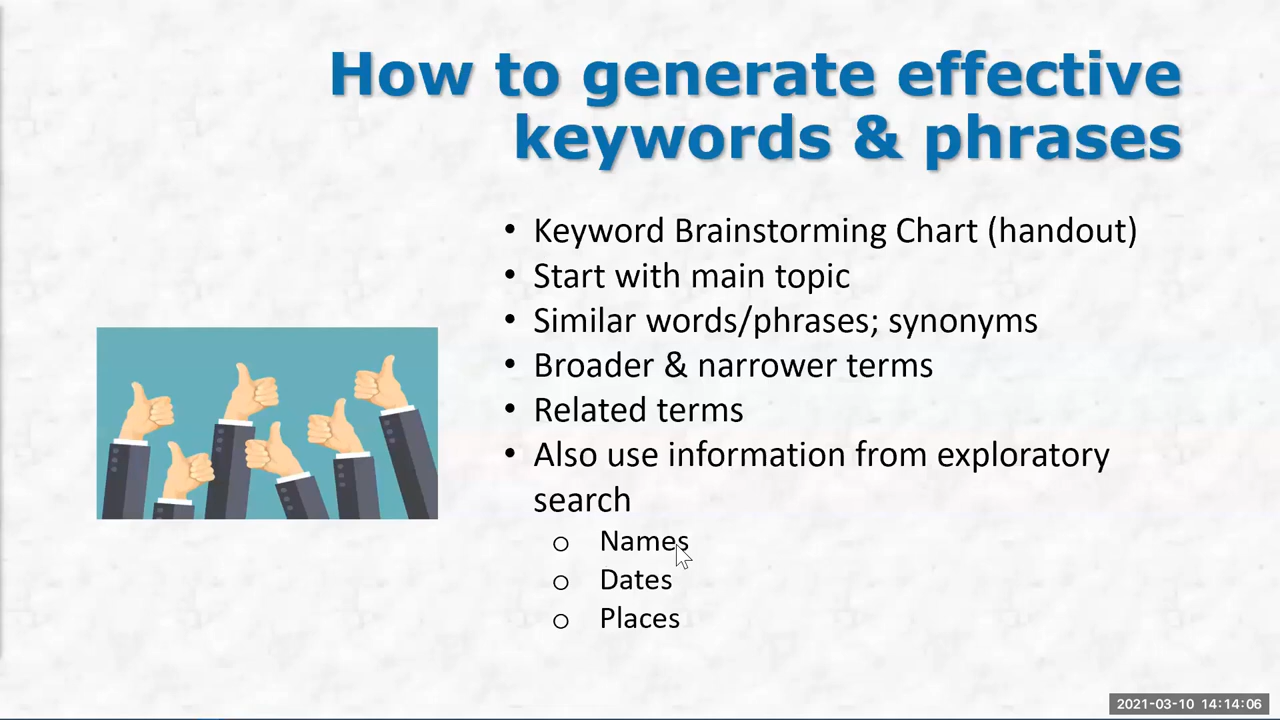 How to generate effective
keywords & phrases
• Keyword Brainstorming Chart (handout)
• Start with main topic
• Similar words/phrases; synonyms
• Broader & narrower terms
• Related terms
• Also use information from exploratory
search
o Names
o Dates
o Places
2021-03-10 14:14:06